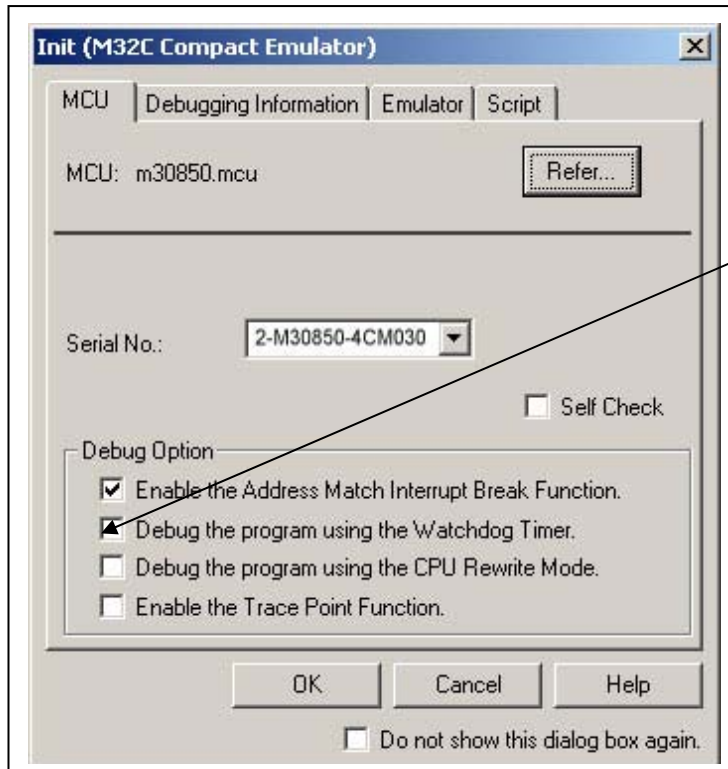 Init (M32C Compact Emulator)
MCU Debugging Information Emulator Script
MCU: m30850.mcu Refer...
Serial No.: 2-M30850-4CM030
Self Check
Debug Option
Enable the Address Match Interrupt Break Function.
Debug the program using the Watchdog Timer.
Debug the program using the CPU Rewrite Mode.
Enable the Trace Point Function.
OK Cancel Help
Do not show this dialog box again.